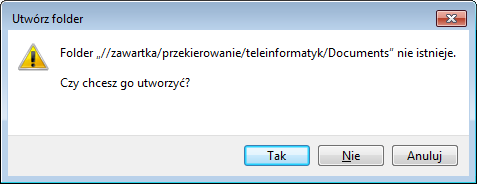 Utwórz folder
Folder „//zawartka/przekierowanie/teleinformatyk/Documents” nie istnieje.
Czy chcesz go utworzyć?
Tak
Nie
Anuluj